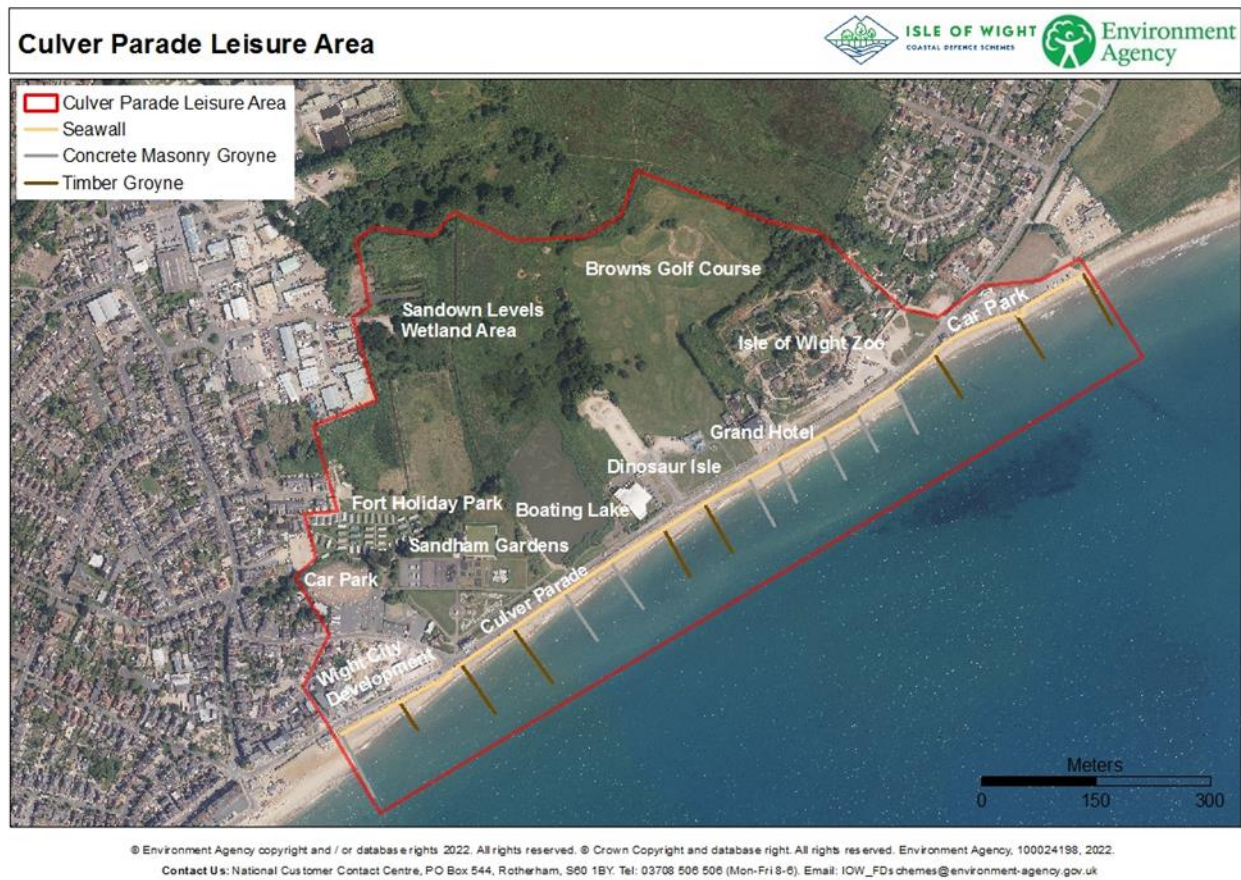 Culver Parade Leisure Area
ISLE OF WIGHT
COASTAL DEFENCE SCHEMES
Environment
Agency
Culver Parade Leisure Area
Seawall
Concrete Masonry Groyne
Timber Groyne
Browns Golf Course
Sandown Levels
Wetland Area
Car Park
Isle of Wight Zoo
Grand Hotel
Dinosaur Isle
Fort Holiday Park
Boating Lake
Sandham Gardens
Car Park
Culver Parade
Wight City
Development
Meters
0 150 300
© Environment Agency copyright and / or database rights 2022. All rights reserved. © Crown Copyright and database right. All rights reserved. Environment Agency, 100024198, 2022.
Contact Us: National Customer Contact Centre, PO Box 544, Rotherham, S60 1BY. Tel: 03708 506 506 (Mon-Fri 8-6). Email: IOW_FDschemes@environment-agency.gov.uk